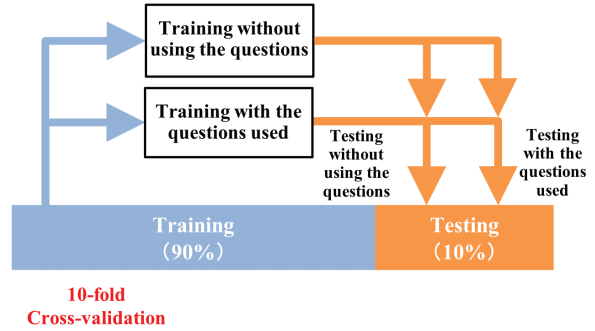 Training without
using the questions
Training with the
questions used
Testing
without
using the
questions
Testing
with the
questions
used
Training
(90%)
Testing
(10%)
10-fold
Cross-validation